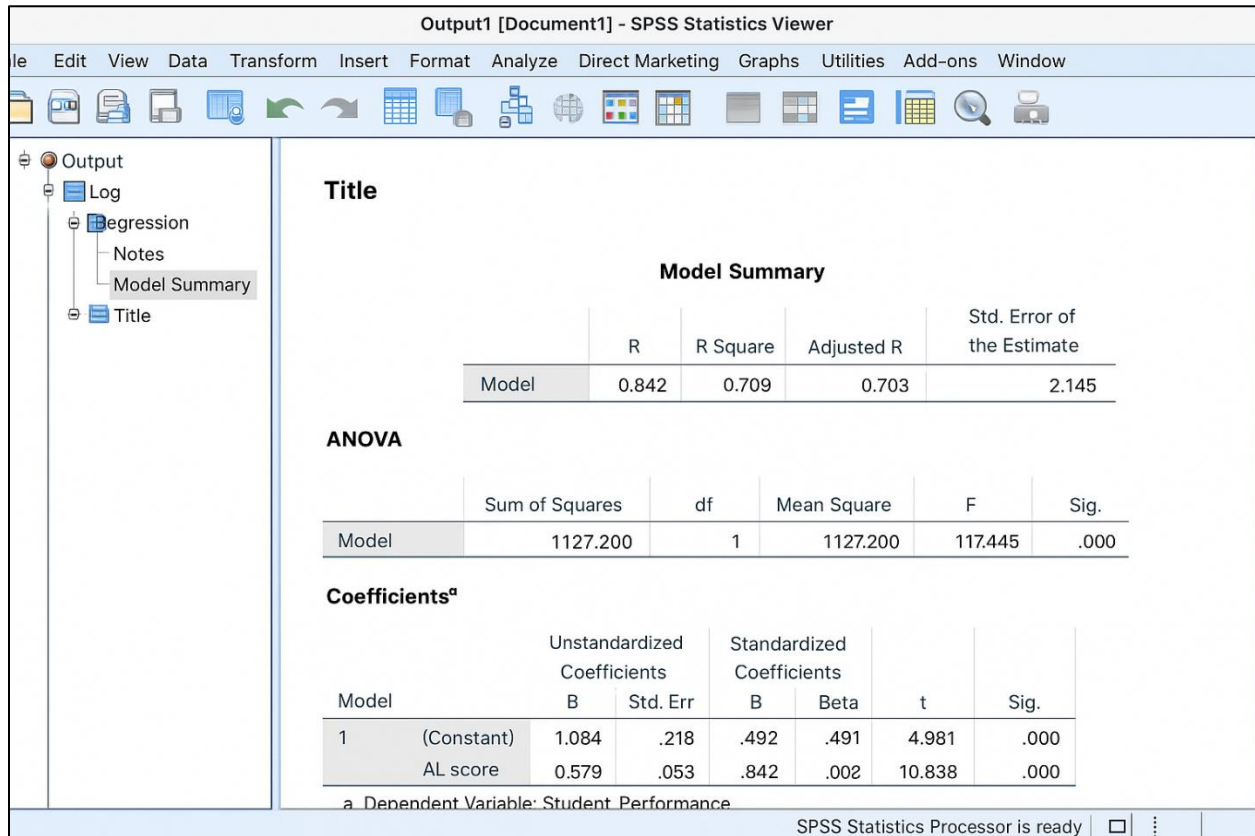 Output1 [Document1] - SPSS Statistics Viewer
le Edit View Data Transform Insert Format Analyze Direct Marketing Graphs Utilities Add-ons Window
Output
Log
Begression
Notes
Model Summary
Title
Title
Model Summary
R R Square Adjusted R Std. Error of the Estimate
Model 0.842 0.709 0.703 2.145
ANOVA
Sum of Squares df Mean Square F Sig.
Model 1127.200 1 1127.200 117.445 .000
Coefficientsᵅ
Unstandardized Coefficients Standardized Coefficients
Model B Std. Err B Beta t Sig.
1 (Constant) 1.084 .218 .492 .491 4.981 .000
AL score 0.579 .053 .842 .002 10.838 .000
a. Dependent Variable: Student Performance
SPSS Statistics Processor is ready